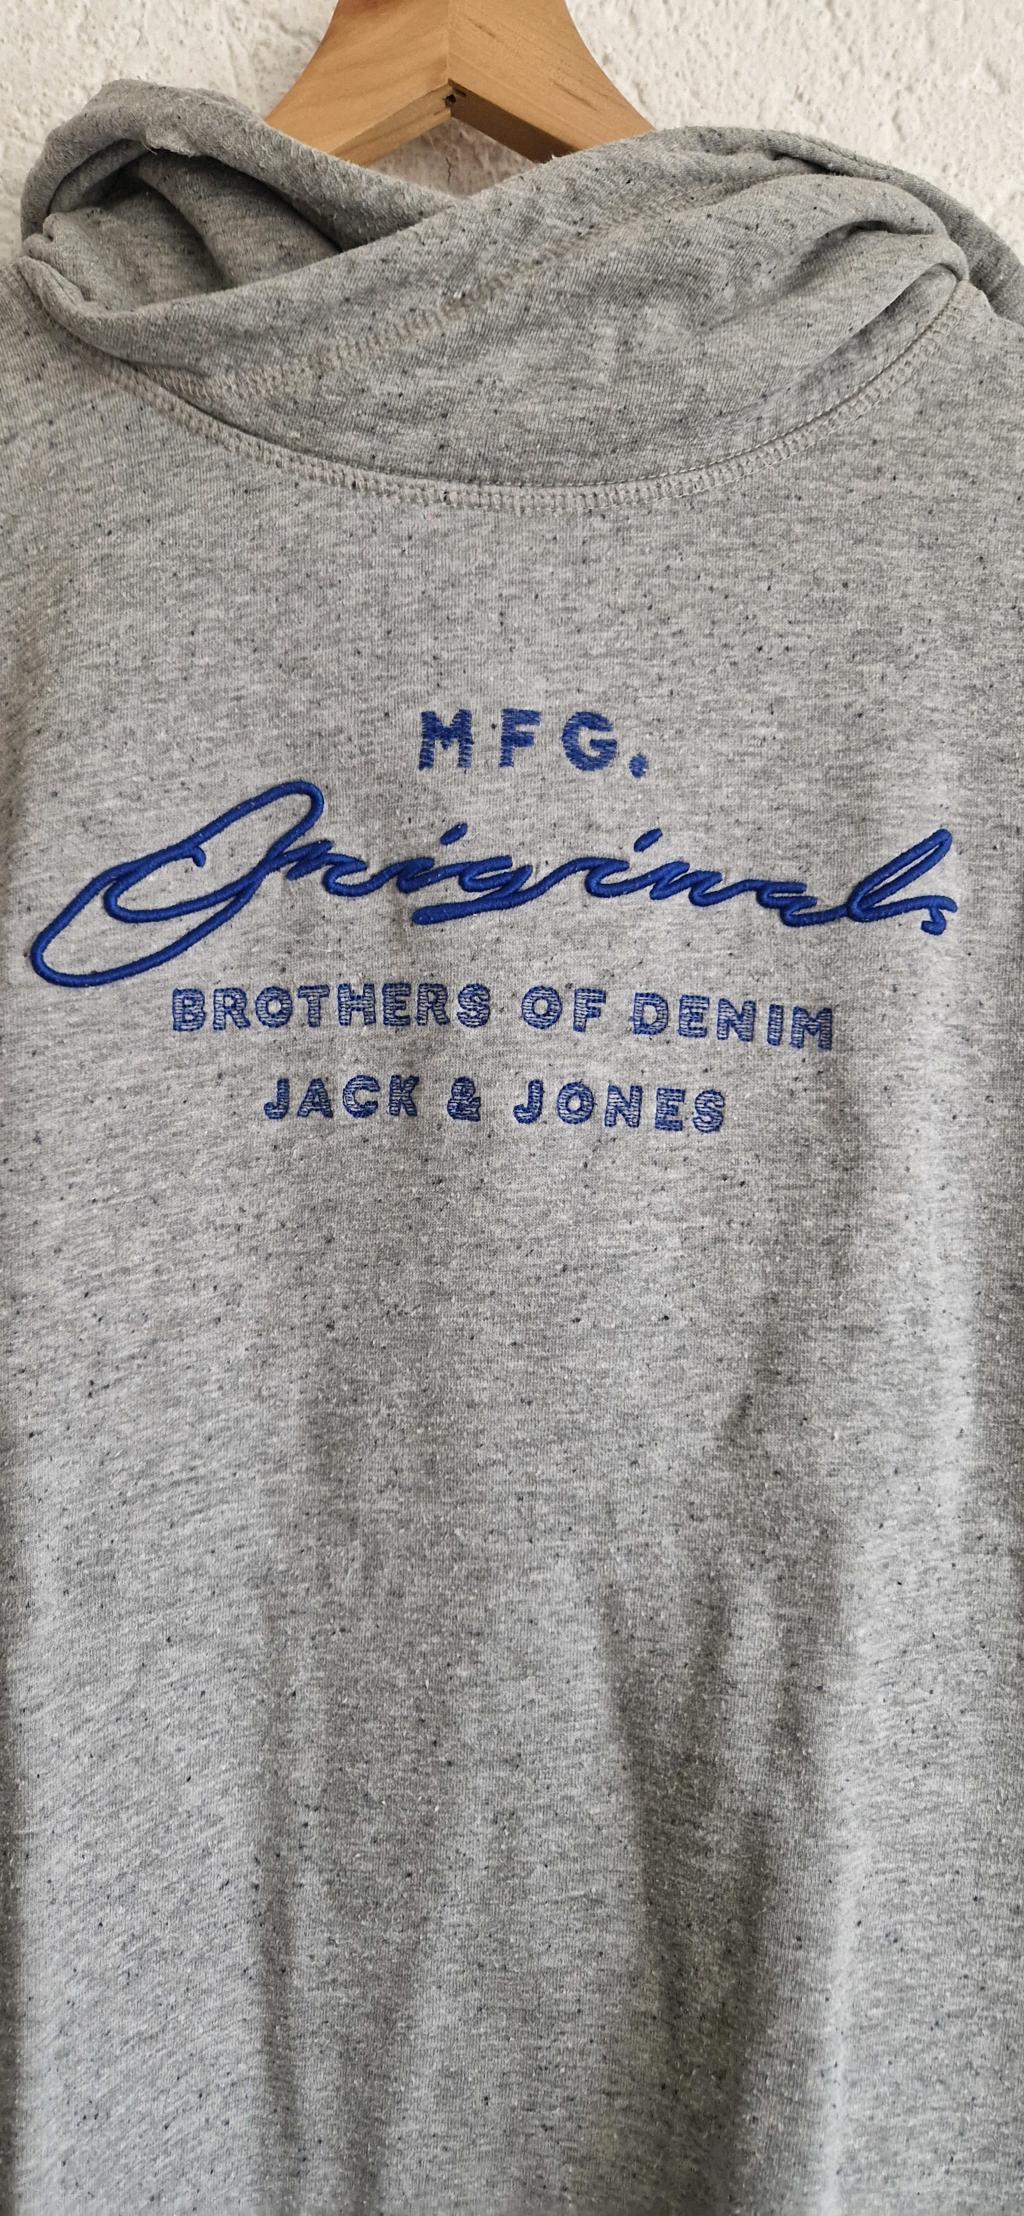 MFG.
Originals
BROTHERS OF DENIM
JACK & JONES